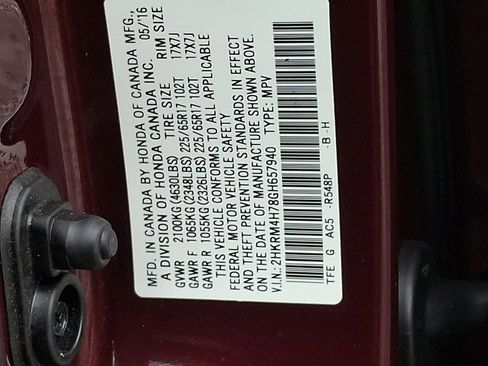 MFD. IN CANADA BY HONDA OF CANADA MFG.,
A DIVISION OF HONDA CANADA INC. 05/16
TIRE SIZE RIM SIZE
GVWR 2100KG (4630LBS)
GAWR F 1065KG (2348LBS) 225/65R17 102T 17X7J
GAWR R 1055KG (2326LBS) 225/65R17 102T 17X7J
THIS VEHICLE CONFORMS TO ALL APPLICABLE
FEDERAL MOTOR VEHICLE SAFETY
AND THEFT PREVENTION STANDARDS IN EFFECT
ON THE DATE OF MANUFACTURE SHOWN ABOVE.
V.I.N.: 2HKRM4H78GH657940 TYPE: MPV
TFE G AC5 -R548P -B -H